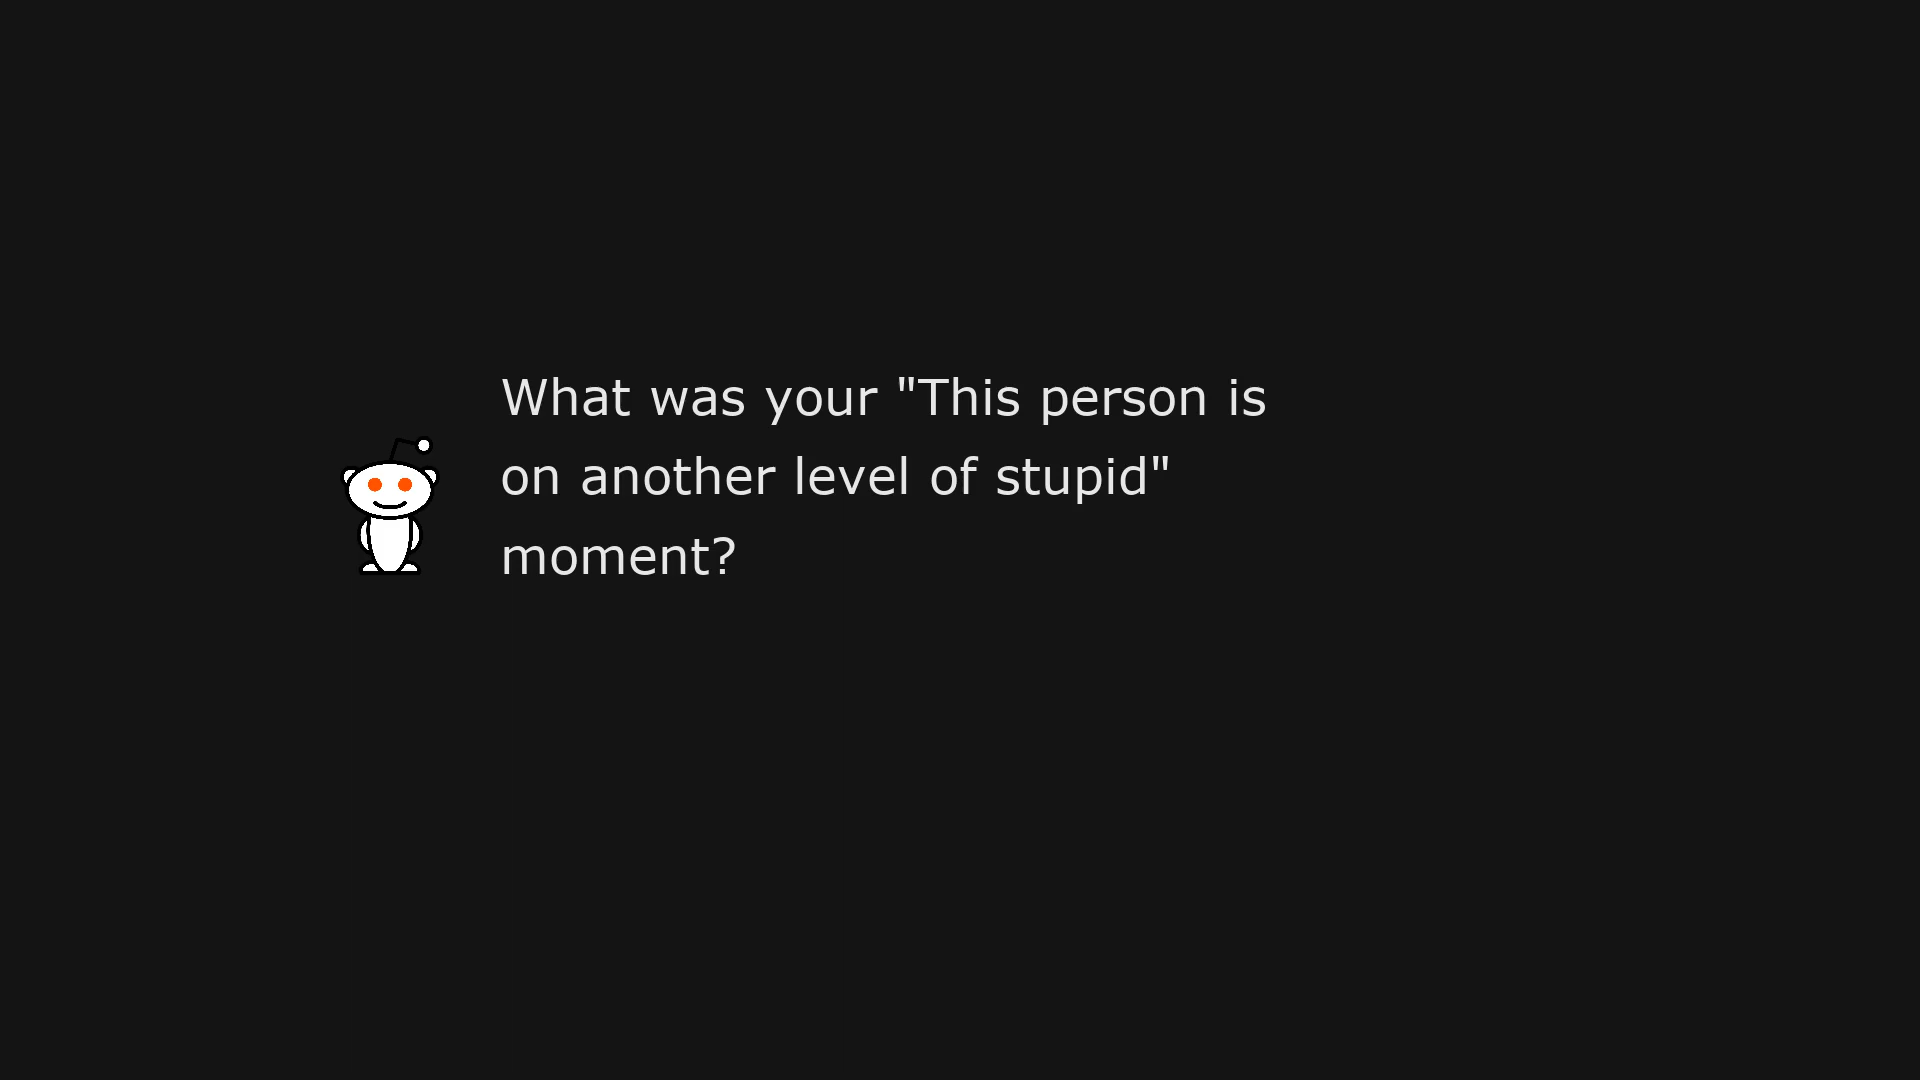 What was your "This person is
on another level of stupid"
moment?